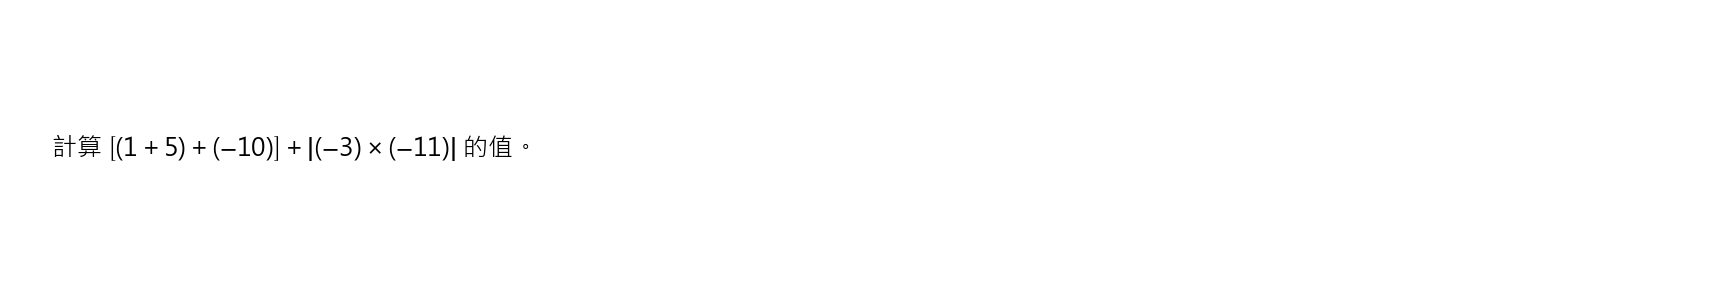 計算 [(1 + 5) + (–10)] + |(–3) × (–11)| 的值。